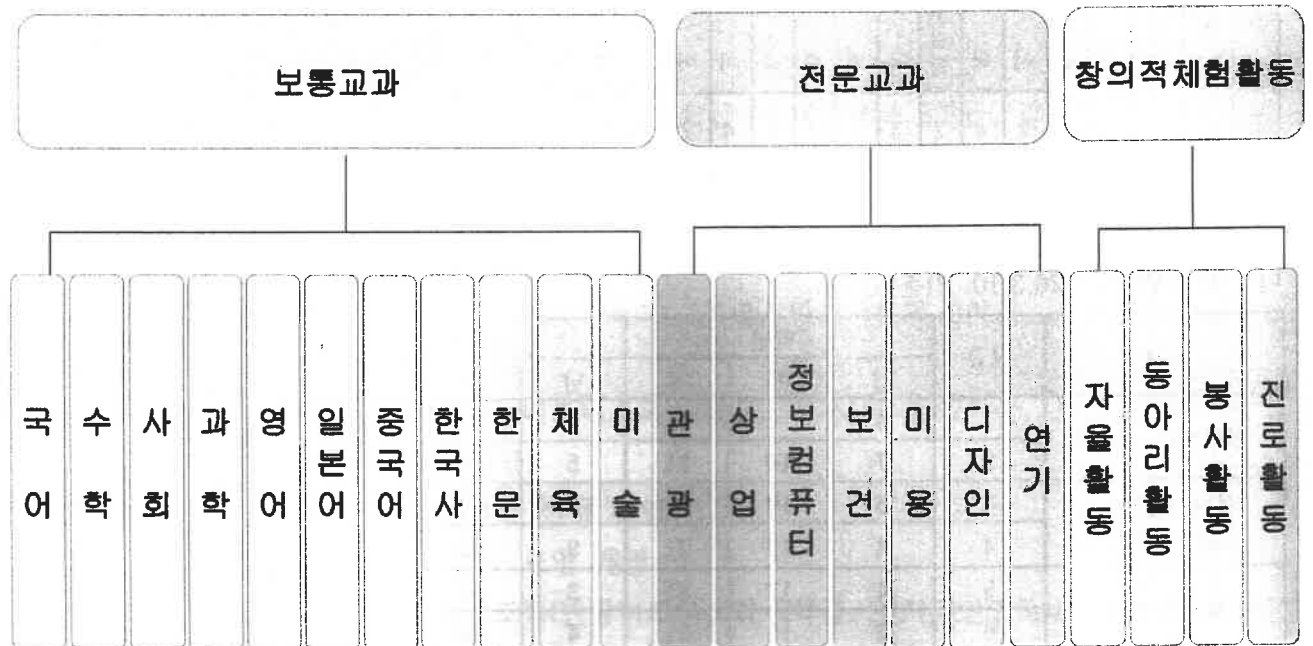 보통교과
전문교과
창의적체험활동
국어
수학
사회
과학
영어
일본어
중국어
한국사
한문
체육
미술
관광
상업
정보컴퓨터
보건
미용
디자인
연기
자율활동
동아리활동
봉사활동
진로활동